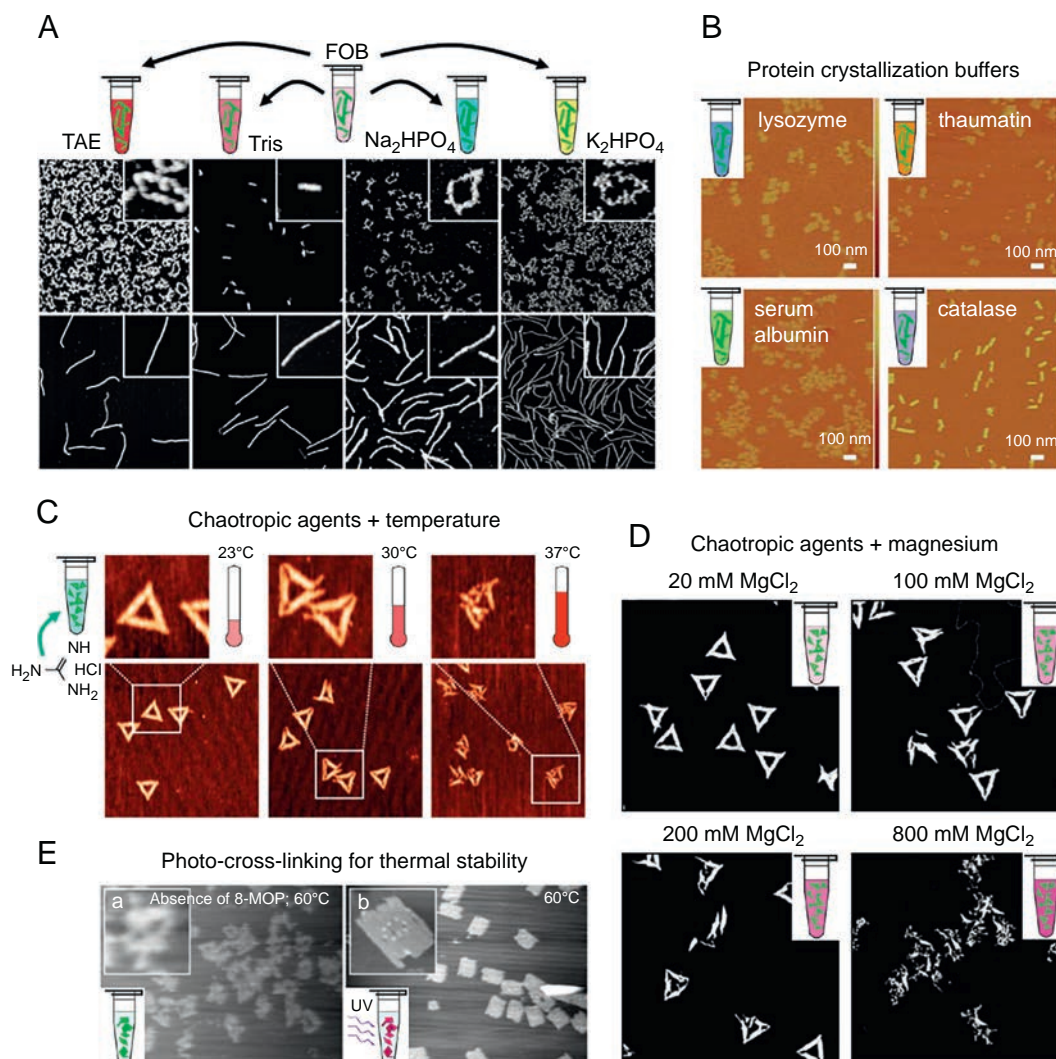 A
FOB
TAE
Tris
Na₂HPO₄
K₂HPO₄
B
Protein crystallization buffers
lysozyme
thaumatin
100 nm
100 nm
serum
albumin
catalase
100 nm
100 nm
C
Chaotropic agents + temperature
23°C
30°C
37°C
NH
H₂N
HCl
NH₂
D
Chaotropic agents + magnesium
20 mM MgCl₂
100 mM MgCl₂
200 mM MgCl₂
800 mM MgCl₂
E
Photo-cross-linking for thermal stability
a
Absence of 8-MOP; 60°C
b
60°C
UV